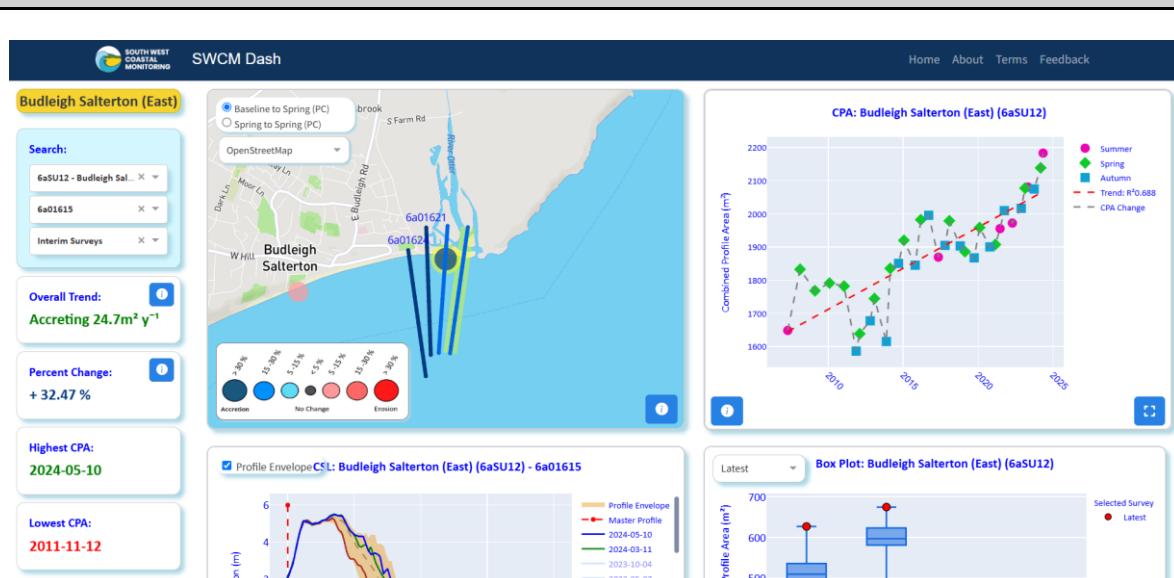 SOUTH WEST
COASTAL
MONITORING
SWCM Dash
Home About Terms Feedback
Budleigh Salterton (East)
Search:
6aSU12 - Budleigh Sal...
6a01615
Interim Surveys
Overall Trend:
Accreting 24.7m² y⁻¹
Percent Change:
+ 32.47 %
Highest CPA:
2024-05-10
Lowest CPA:
2011-11-12
Baseline to Spring (PC)
Spring to Spring (PC)
OpenStreetMap
brook
S Farm Rd
River Otter
Moor Ln
Dark Ln
E Budleigh Rd
W Hill
Budleigh
Salterton
6a01621
6a01624
> 30 %
15 -30 %
5 -15 %
< 5 %
5 -15 %
15 -30 %
> 30 %
Accretion
No Change
Erosion
CPA: Budleigh Salterton (East) (6aSU12)
Combined Profile Area (m²)
2200
2100
2000
1900
1800
1700
1600
2010
2015
2020
2025
Summer
Spring
Autumn
Trend: R²0.688
CPA Change
Profile Envelope
CSL: Budleigh Salterton (East) (6aSU12) - 6a01615
6
4
Profile Envelope
Master Profile
2024-05-10
2024-03-11
2023-10-04
Latest
Box Plot: Budleigh Salterton (East) (6aSU12)
Profile Area (m²)
700
600
500
Selected Survey
Latest